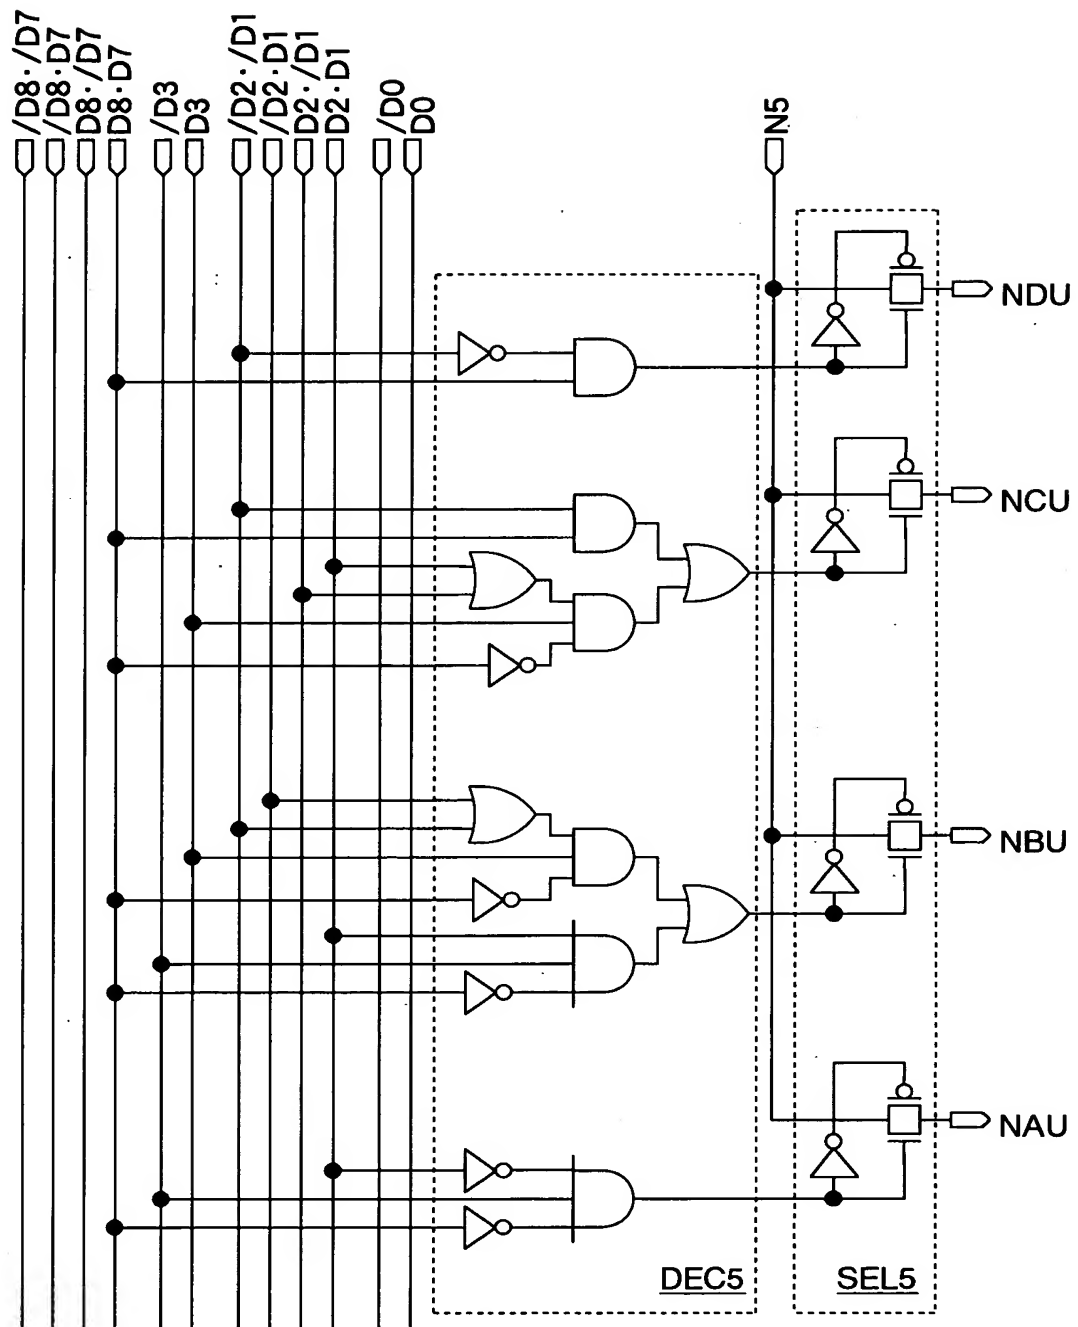 /D8·/D7
/D8·D7
D8·/D7
D8·D7
/D3
D3
/D2·/D1
/D2·D1
D2·/D1
D2·D1
/D0
D0
N5
NDU
NCU
NBU
NAU
DEC5
SEL5